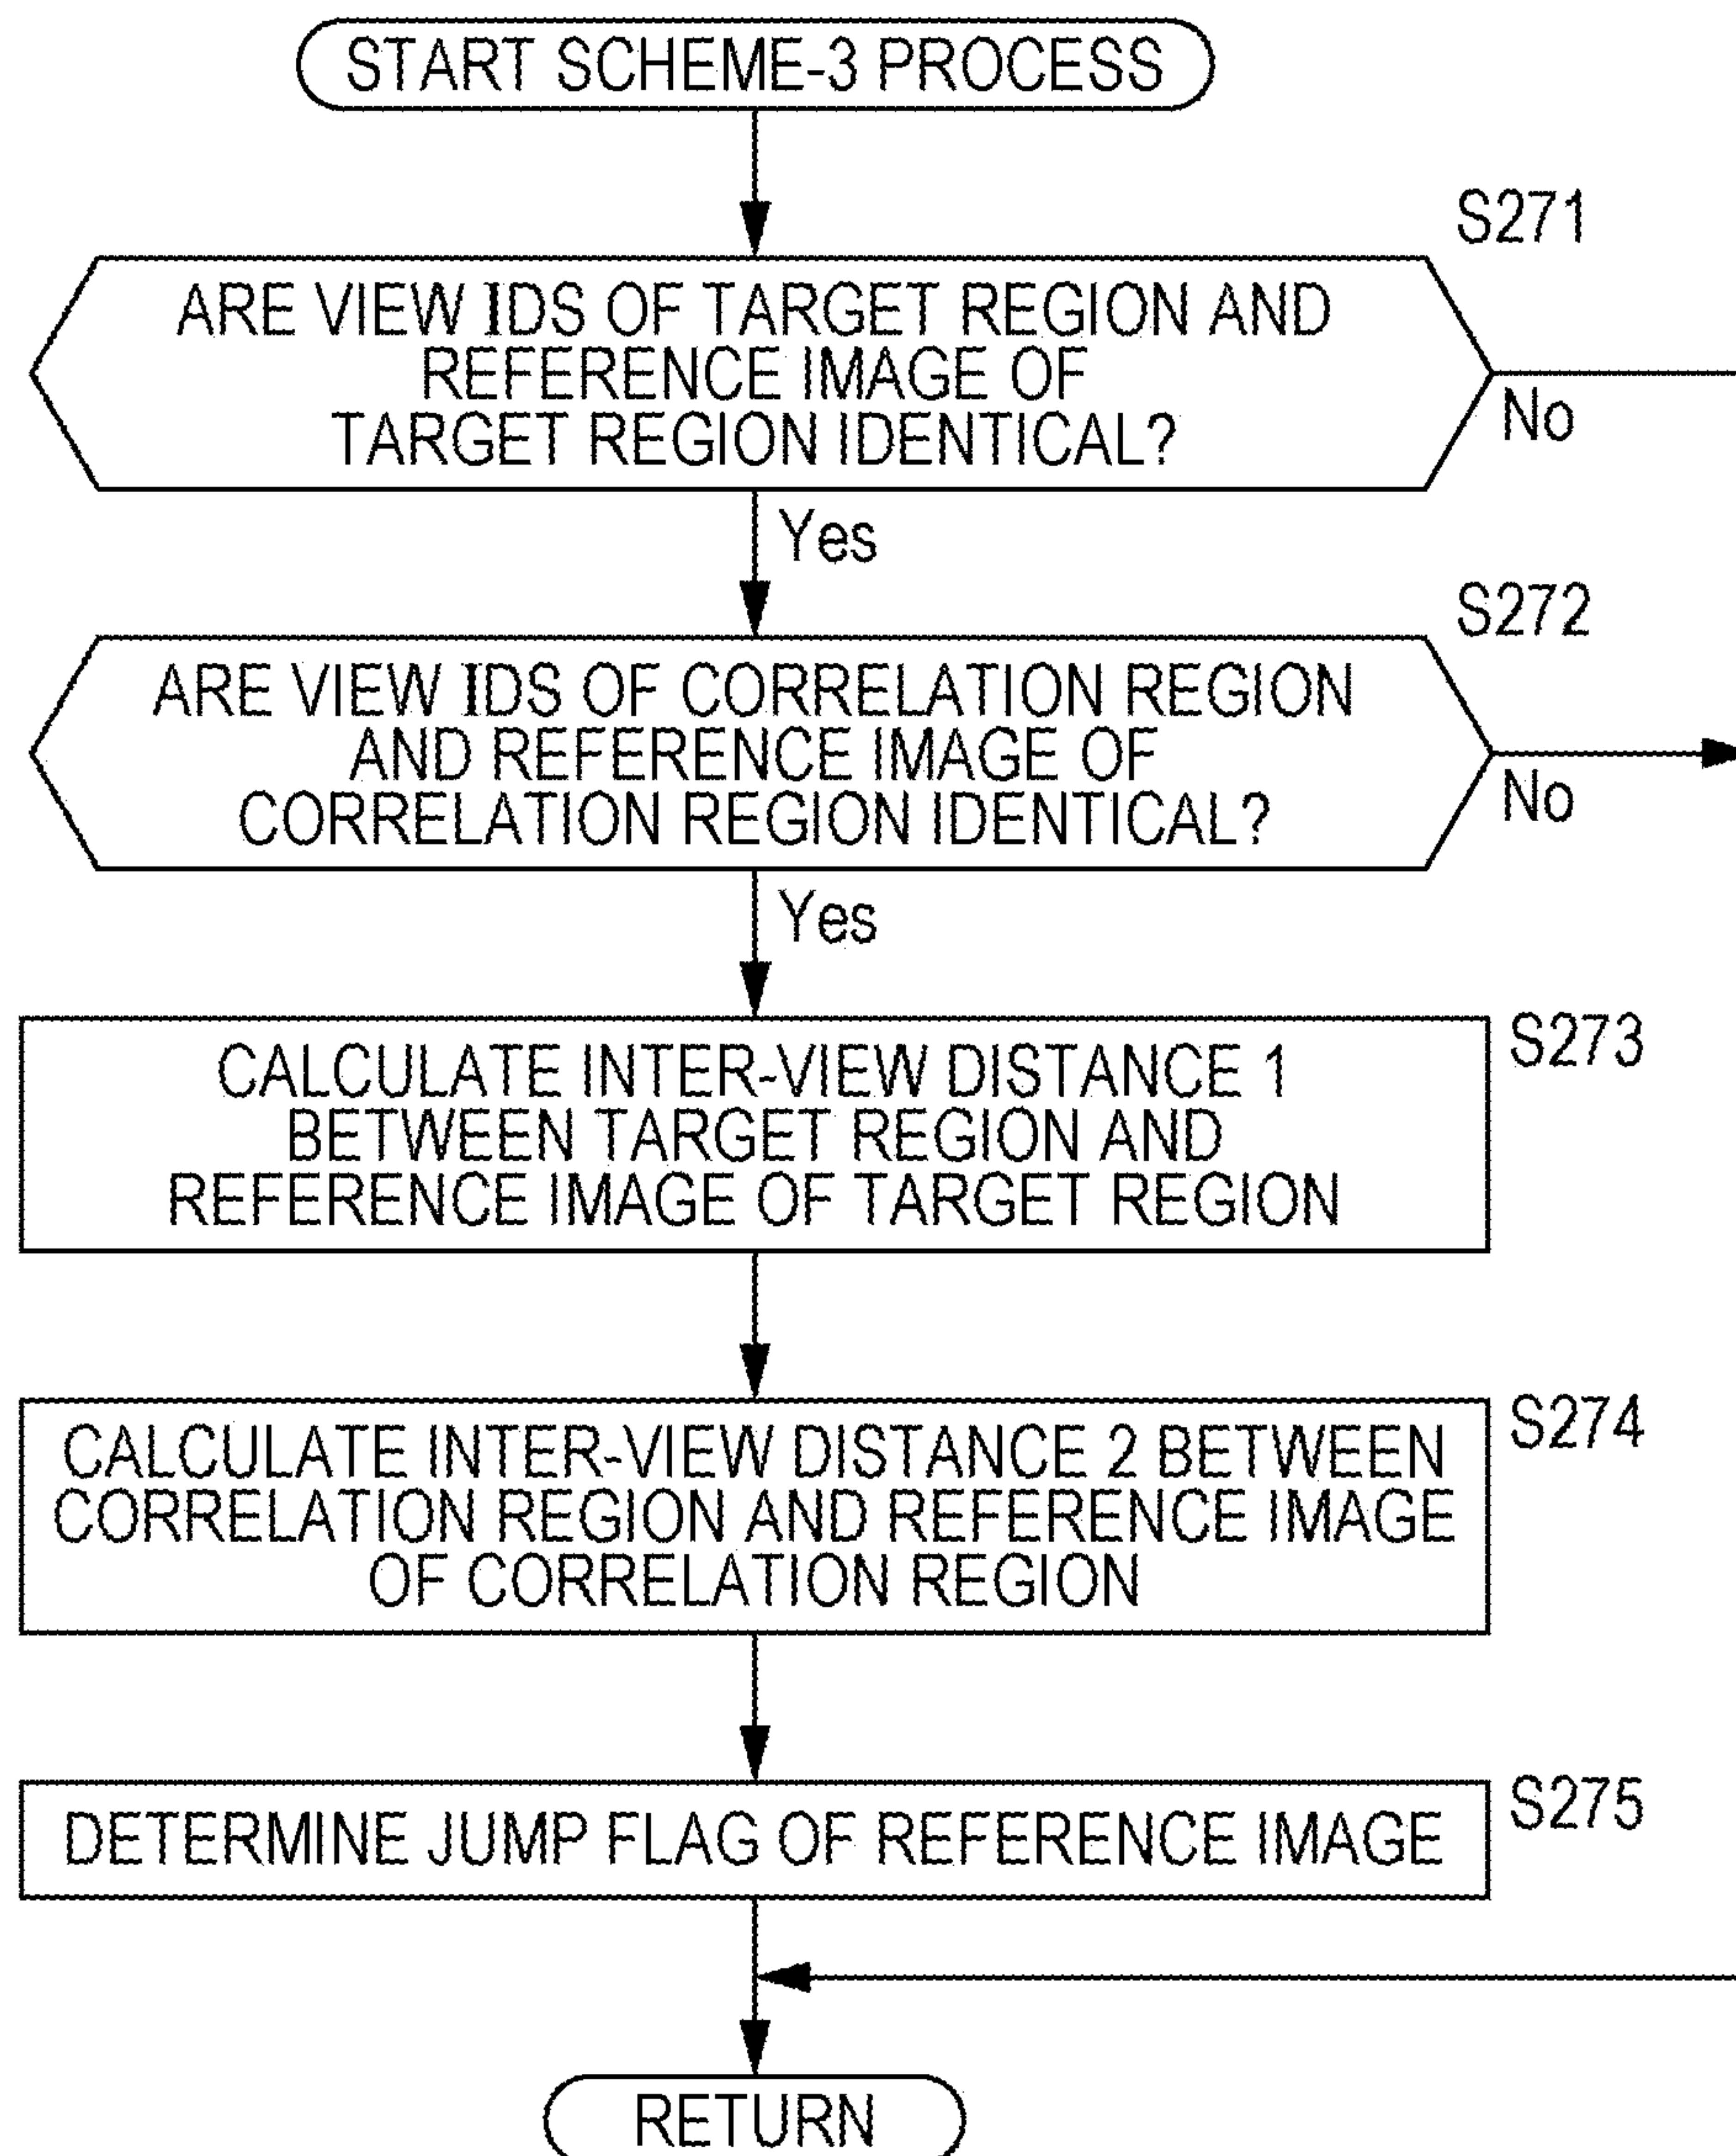 START SCHEME-3 PROCESS
S271
ARE VIEW IDS OF TARGET REGION AND
REFERENCE IMAGE OF
TARGET REGION IDENTICAL?
No
Yes
S272
ARE VIEW IDS OF CORRELATION REGION
AND REFERENCE IMAGE OF
CORRELATION REGION IDENTICAL?
No
Yes
S273
CALCULATE INTER-VIEW DISTANCE 1
BETWEEN TARGET REGION AND
REFERENCE IMAGE OF TARGET REGION
S274
CALCULATE INTER-VIEW DISTANCE 2 BETWEEN
CORRELATION REGION AND REFERENCE IMAGE
OF CORRELATION REGION
S275
DETERMINE JUMP FLAG OF REFERENCE IMAGE
RETURN